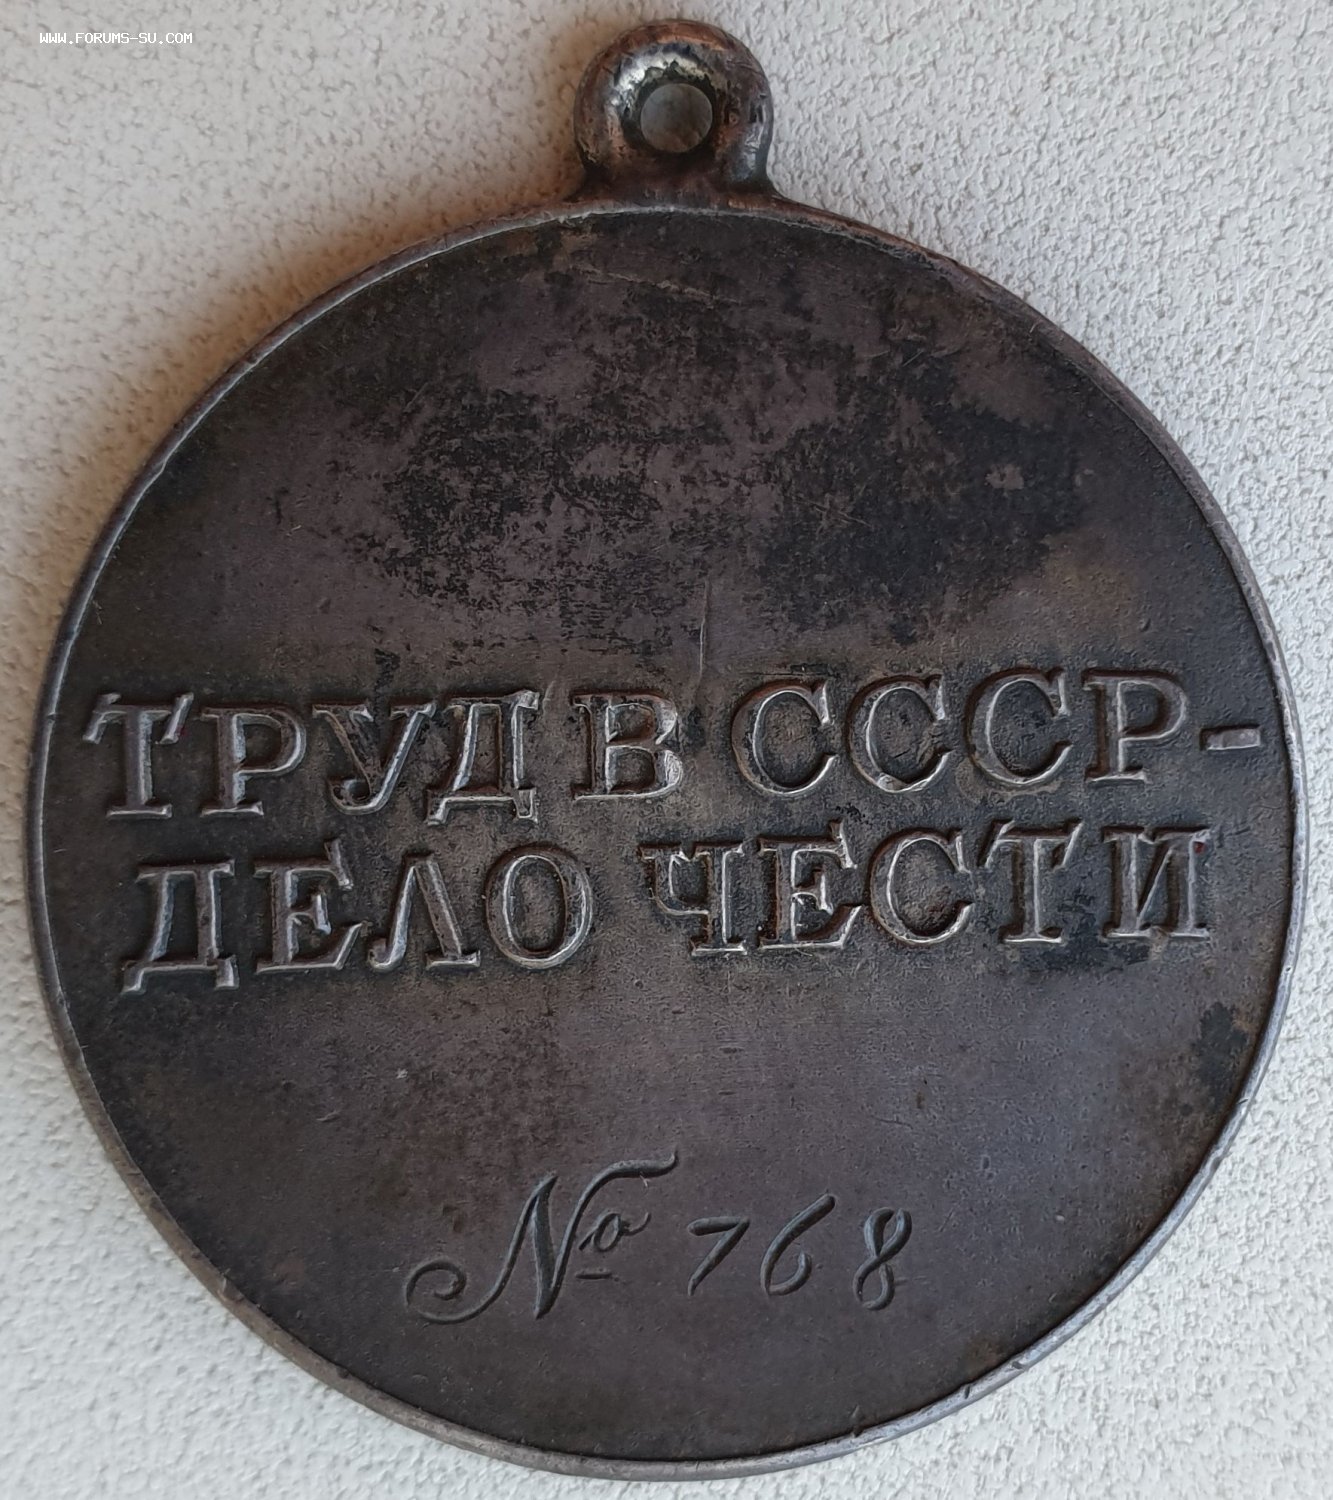 WWW.FORUMS-SU.COM
ТРУД В СССР-
ДЕЛО ЧЕСТИ
№ 768